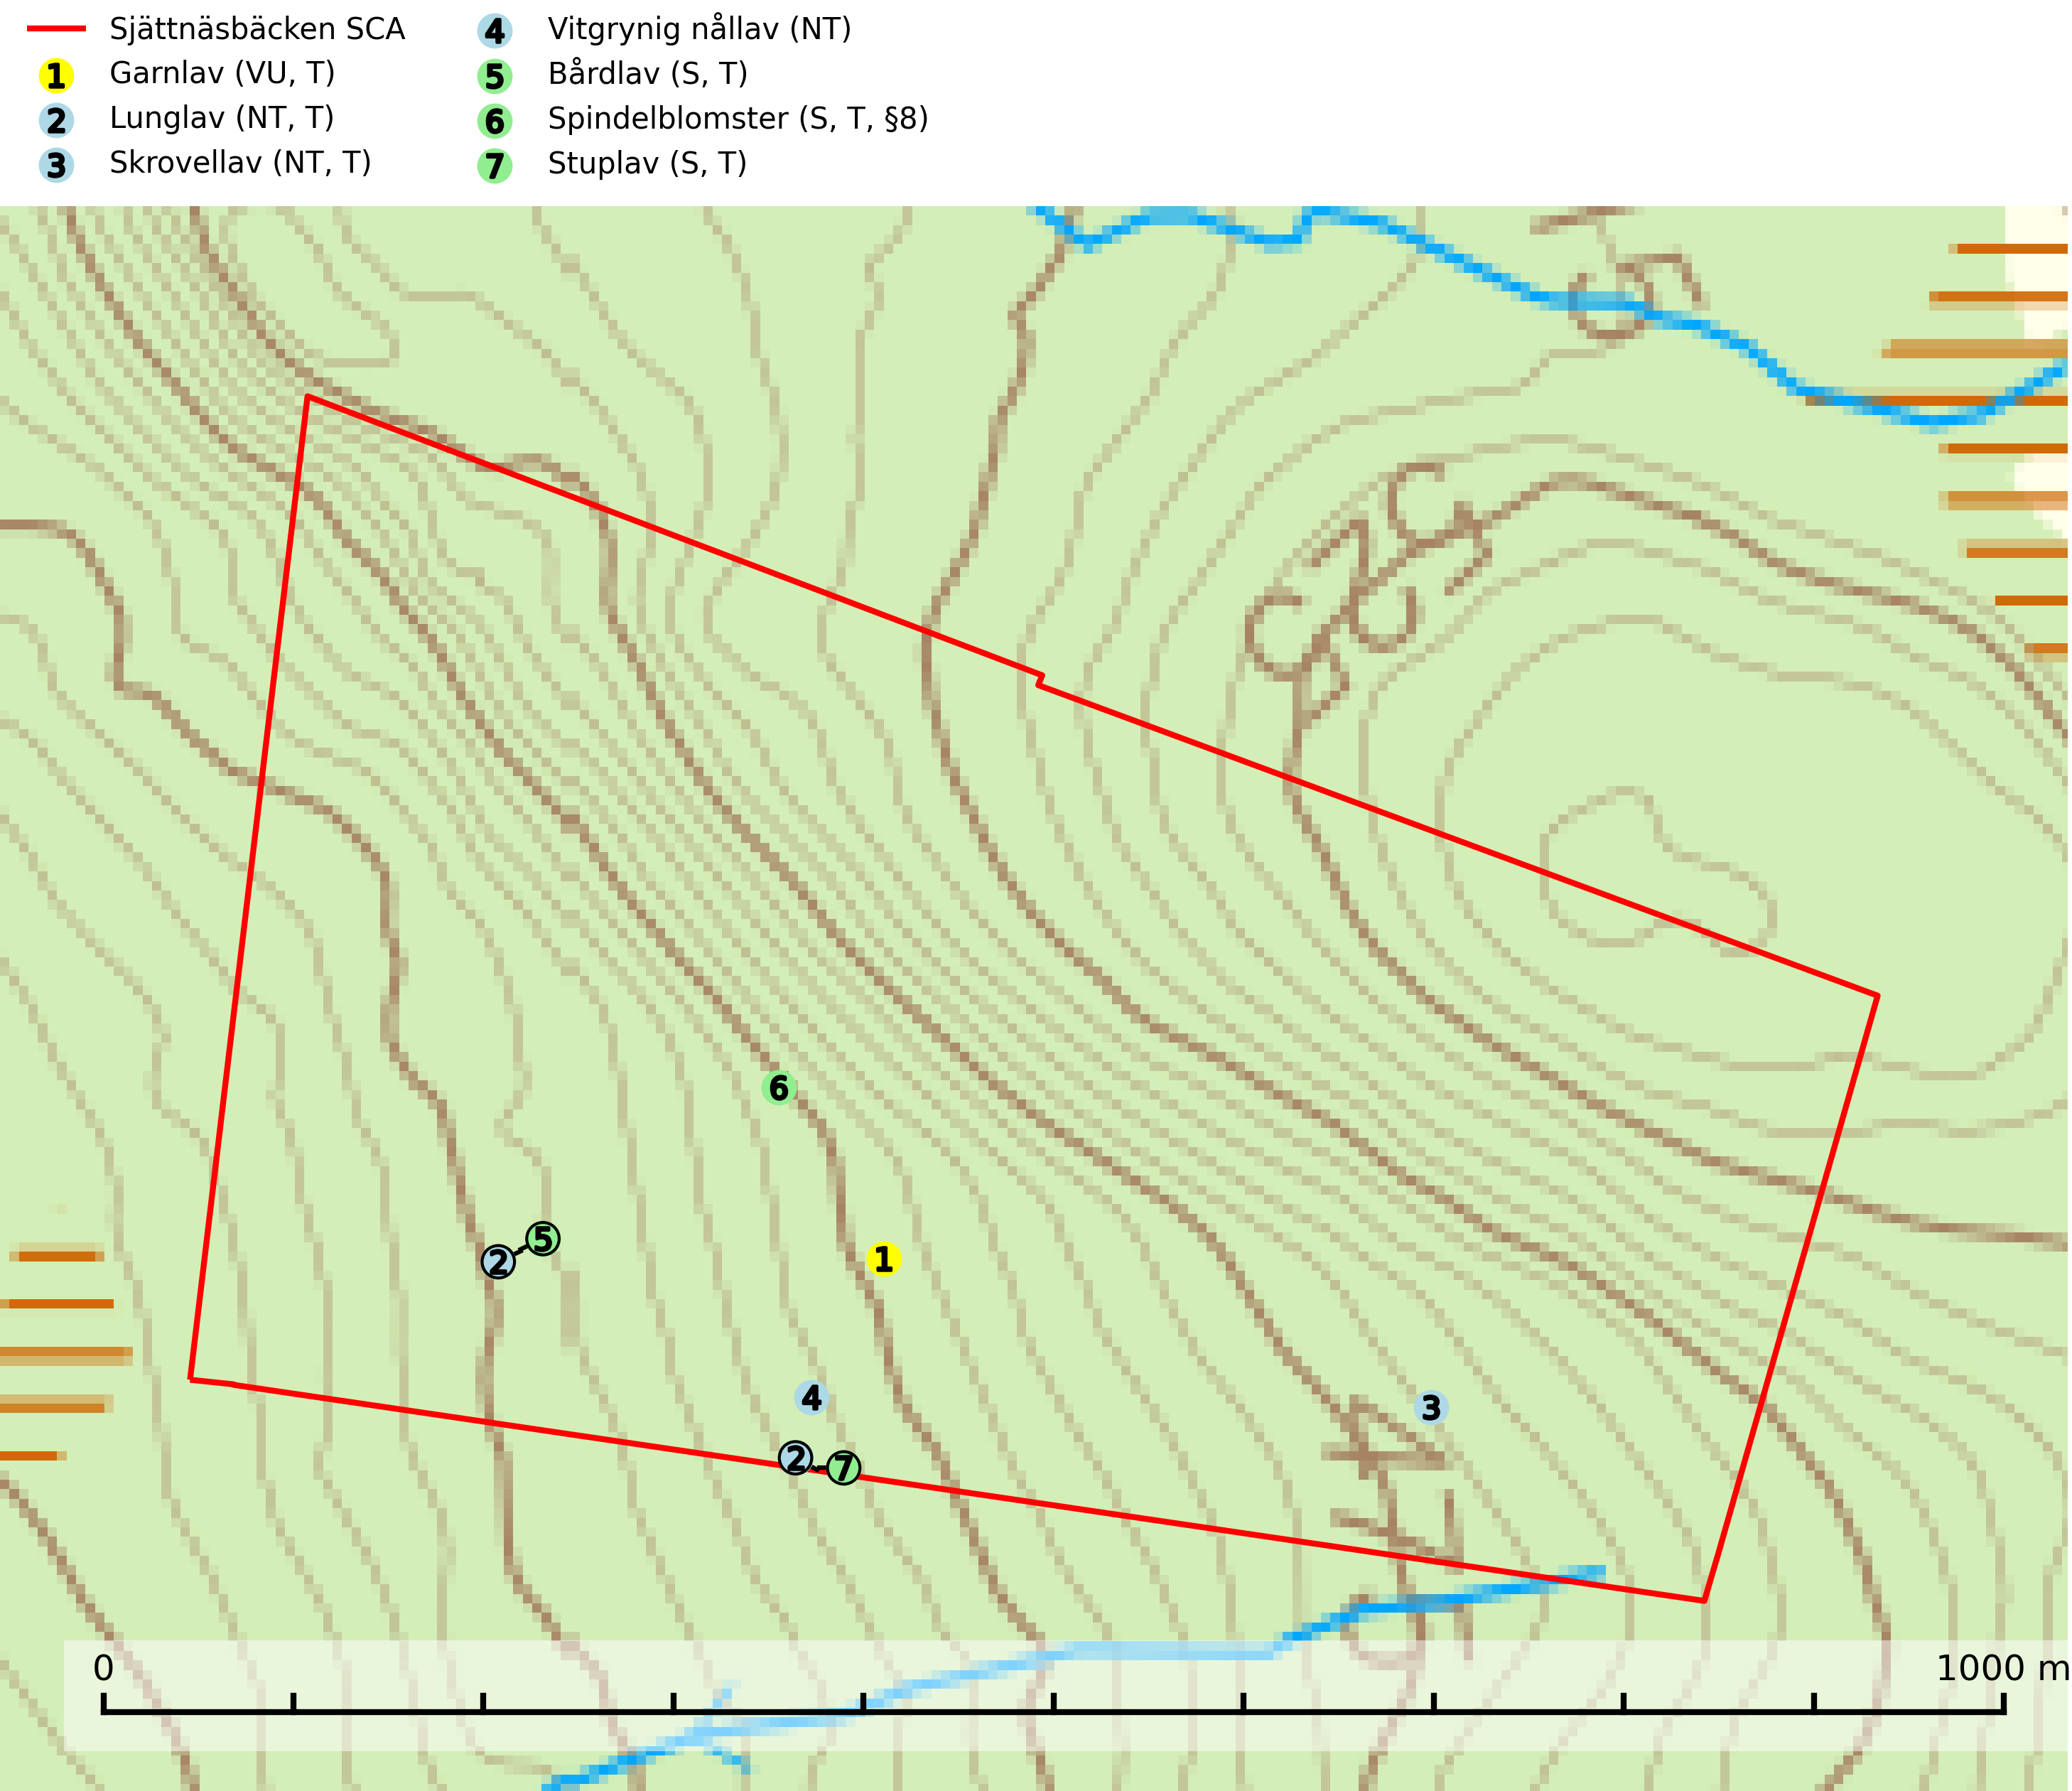 Sjättnäsbäcken SCA
1 Garnlav (VU, T)
2 Lunglav (NT, T)
3 Skrovellav (NT, T)
4 Vitgrynig nållav (NT)
5 Bårdlav (S, T)
6 Spindelblomster (S, T, §8)
7 Stuplav (S, T)
6
5
2
1
4
3
2
7
0
1000 m